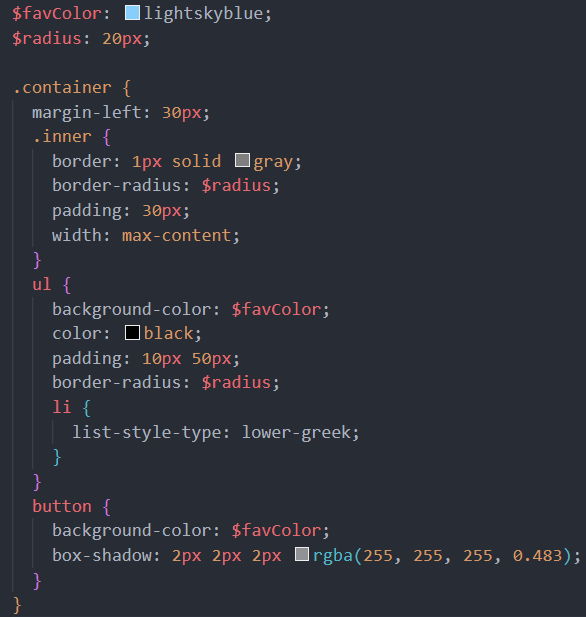 $favColor: lightskyblue;
$radius: 20px;

.container {
  margin-left: 30px;
  .inner {
    border: 1px solid gray;
    border-radius: $radius;
    padding: 30px;
    width: max-content;
  }
  ul {
    background-color: $favColor;
    color: black;
    padding: 10px 50px;
    border-radius: $radius;
    li {
      list-style-type: lower-greek;
    }
  }
  button {
    background-color: $favColor;
    box-shadow: 2px 2px 2px rgba(255, 255, 255, 0.483);
  }
}